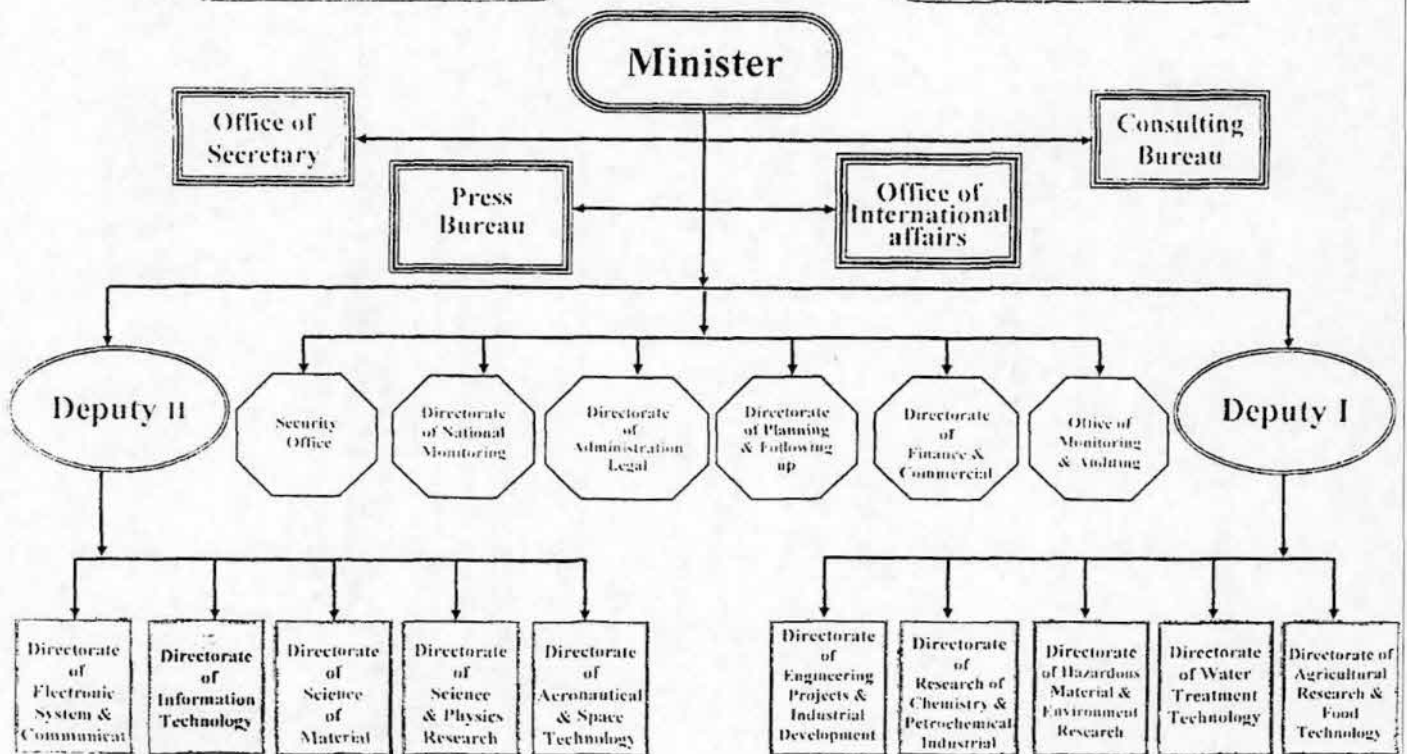 Minister
Office of
Secretary
Consulting
Bureau
Press
Bureau
Office of
International
affairs
Deputy II
Security
Office
Directorate
of National
Monitoring
Directorate
of
Administration
Legal
Directorate
of Planning
& Following
up
Directorate
of
Finance &
Commercial
Office of
Monitoring
& Auditing
Deputy I
Directorate
of
Electronic
System &
Communicat
Directorate
of
Information
Technology
Directorate
of
Science
of
Material
Directorate
of
Science
& Physics
Research
Directorate
of
Aeronautical
& Space
Technology
Directorate
of
Engineering
Projects &
Industrial
Development
Directorate
of
Research of
Chemistry &
Petrochemical
Industrial
Directorate
of Hazardous
Material &
Environment
Research
Directorate
of Water
Treatment
Technology
Directorate of
Agricultural
Research &
Food
Technology